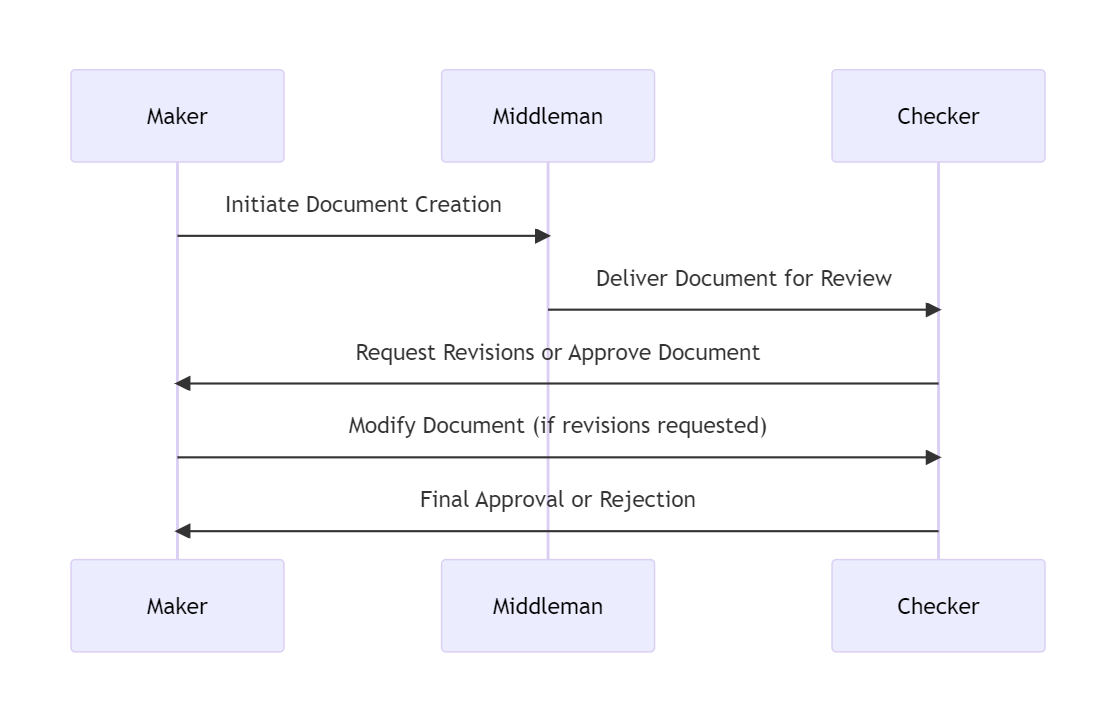 Maker
Middleman
Checker
Initiate Document Creation
Deliver Document for Review
Request Revisions or Approve Document
Modify Document (if revisions requested)
Final Approval or Rejection
Maker
Middleman
Checker